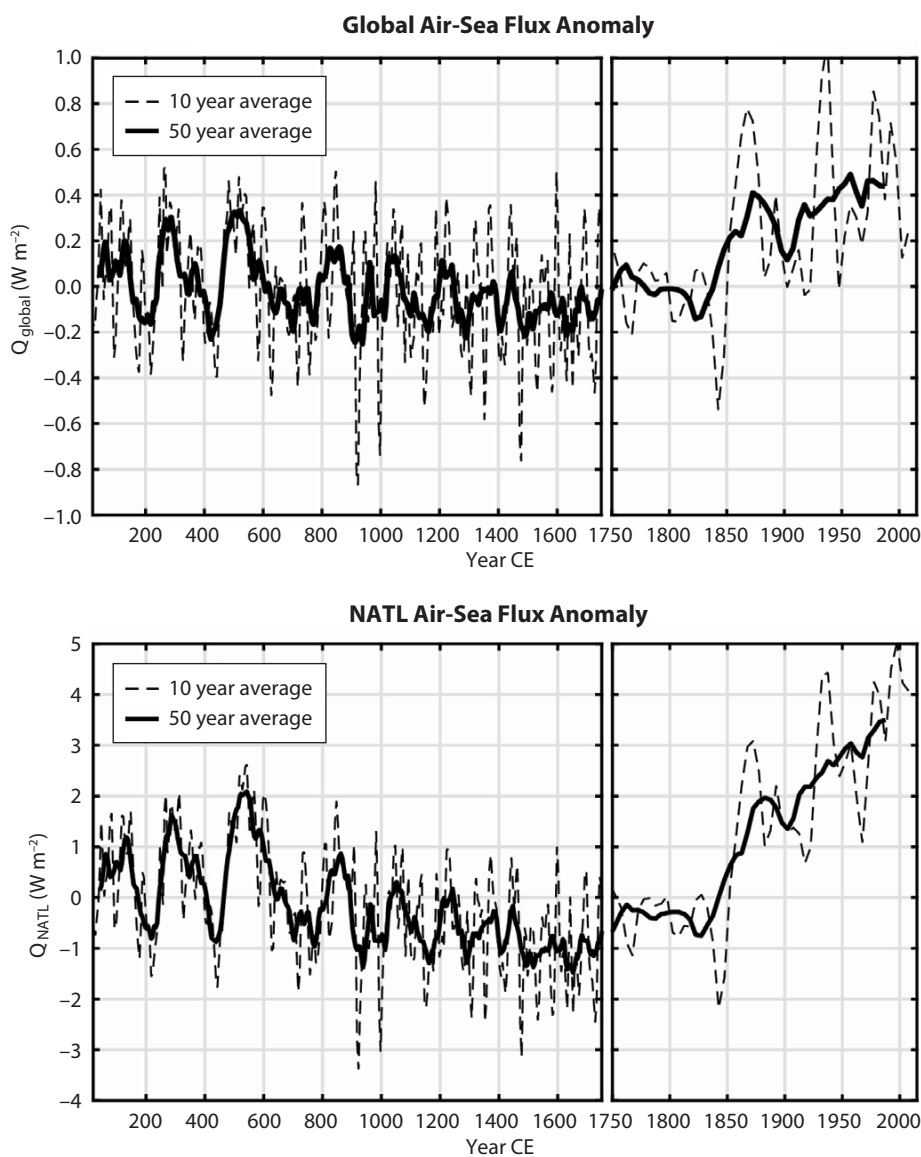 Global Air-Sea Flux Anomaly
1.0
0.8
0.6
0.4
0.2
0.0
−0.2
−0.4
−0.6
−0.8
−1.0
Q global (W m−2)
10 year average
50 year average
200 400 600 800 1000 1200 1400 1600 1750 1800 1850 1900 1950 2000
Year CE
NATL Air-Sea Flux Anomaly
5
4
3
2
1
0
−1
−2
−3
−4
Q NATL (W m−2)
10 year average
50 year average
200 400 600 800 1000 1200 1400 1600 1750 1800 1850 1900 1950 2000
Year CE